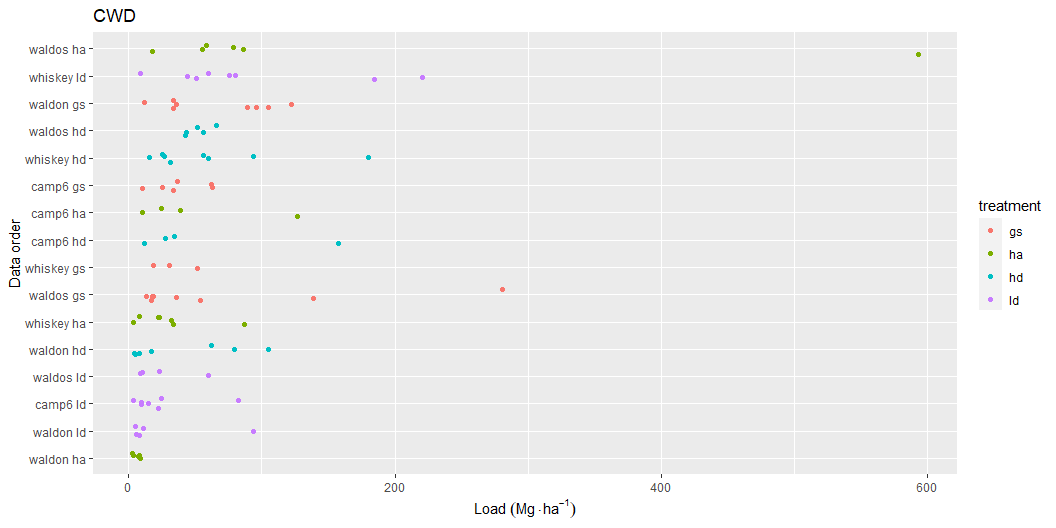 CWD
waldos ha
whiskey ld
waldon gs
waldos hd
whiskey hd
camp6 gs
camp6 ha
camp6 hd
whiskey gs
waldos gs
whiskey ha
waldon hd
waldos ld
camp6 ld
waldon ld
waldon ha
Data order
0 200 400 600
Load (Mg·ha⁻¹)
treatment
gs
ha
hd
ld